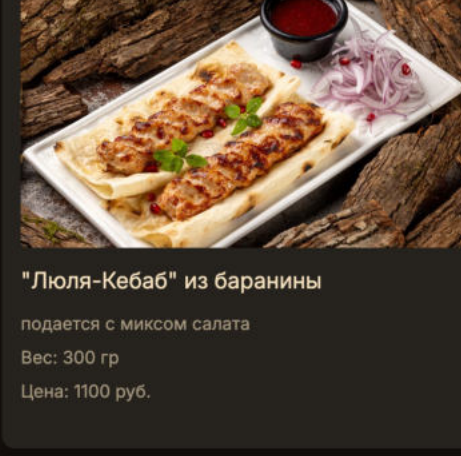 "Люля-Кебаб" из баранины
подается с миксом салата
Вес: 300 гр
Цена: 1100 руб.